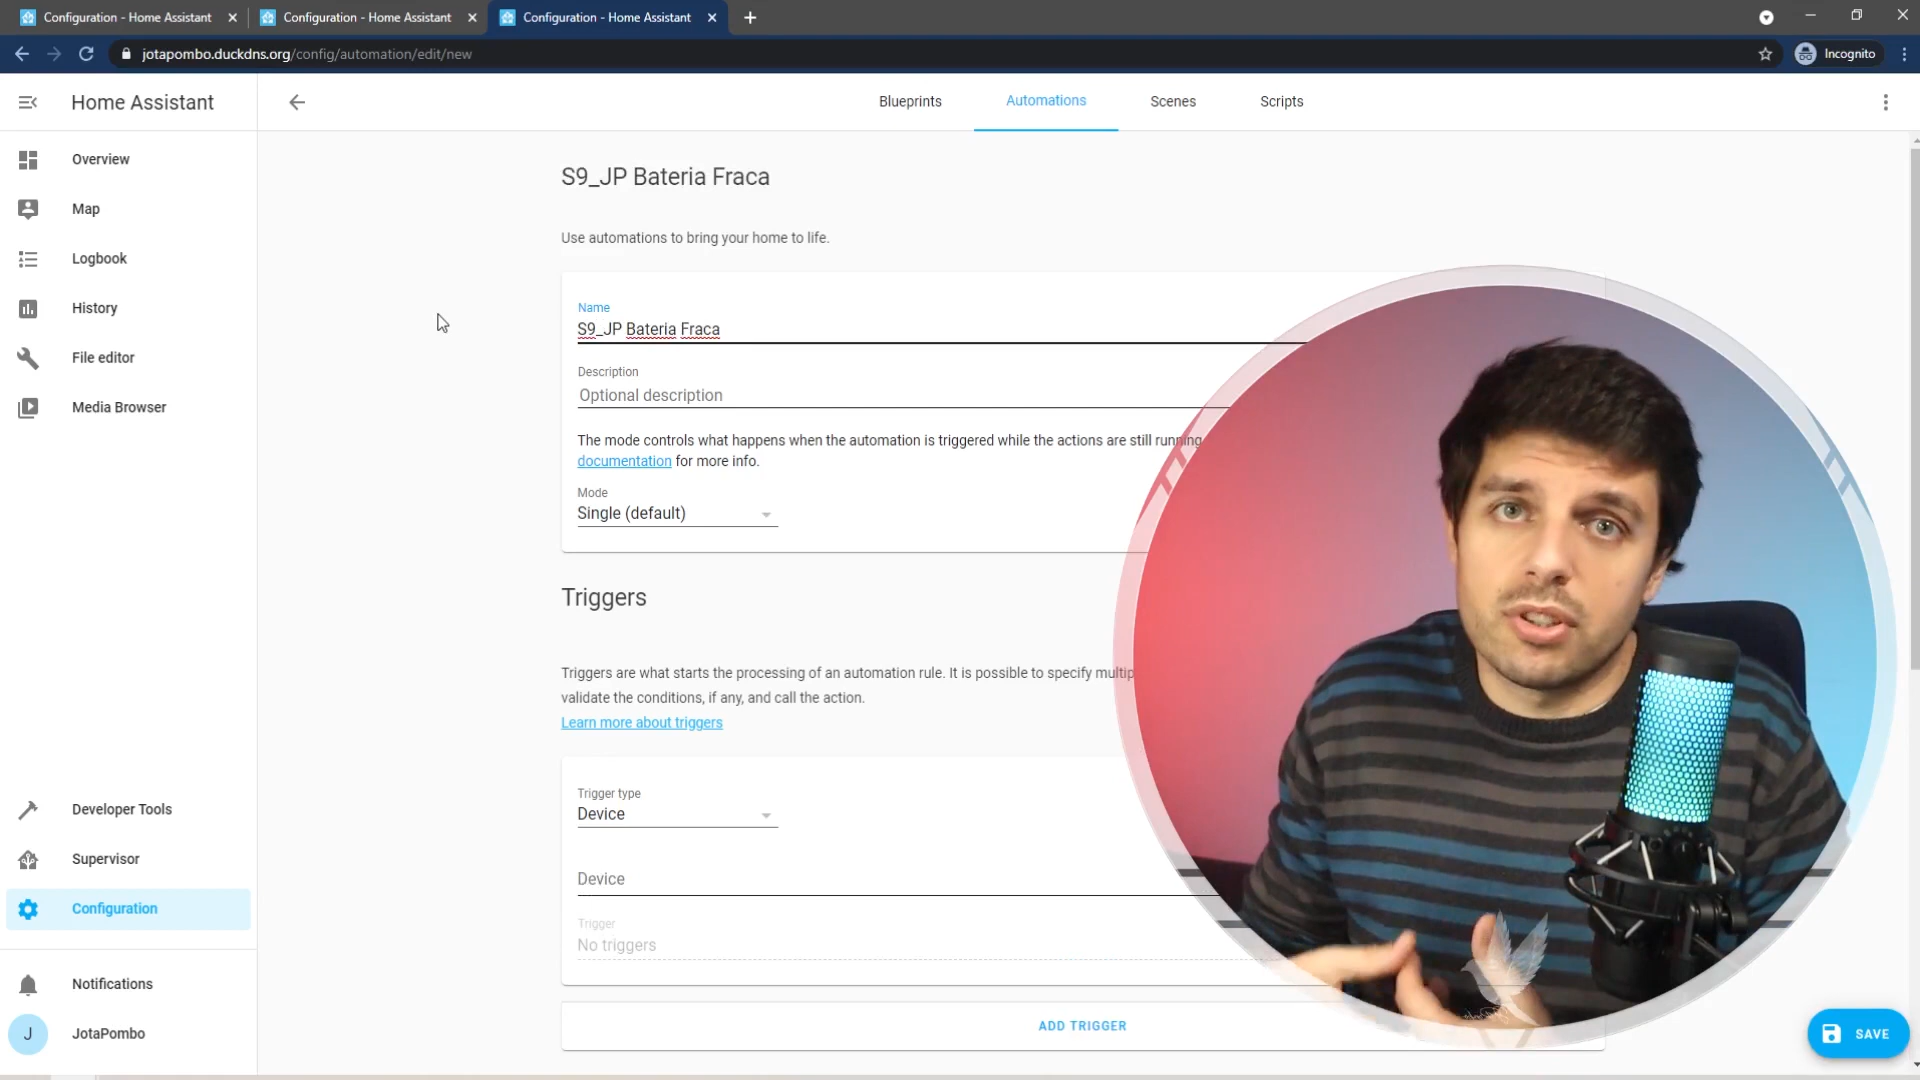 Configuration - Home Assistant
Configuration - Home Assistant
Configuration - Home Assistant
jotapombo.duckdns.org/config/automation/edit/new
Incognito
Home Assistant
Blueprints
Automations
Scenes
Scripts
Overview
Map
Logbook
History
File editor
Media Browser
Developer Tools
Supervisor
Configuration
Notifications
J
JotaPombo
S9_JP Bateria Fraca
Use automations to bring your home to life.
Name
S9_JP Bateria Fraca
Description
Optional description
The mode controls what happens when the automation is triggered while the actions are still running
documentation for more info.
Mode
Single (default)
Triggers
Triggers are what starts the processing of an automation rule. It is possible to specify multip
validate the conditions, if any, and call the action.
Learn more about triggers
Trigger type
Device
Device
Trigger
No triggers
ADD TRIGGER
SAVE